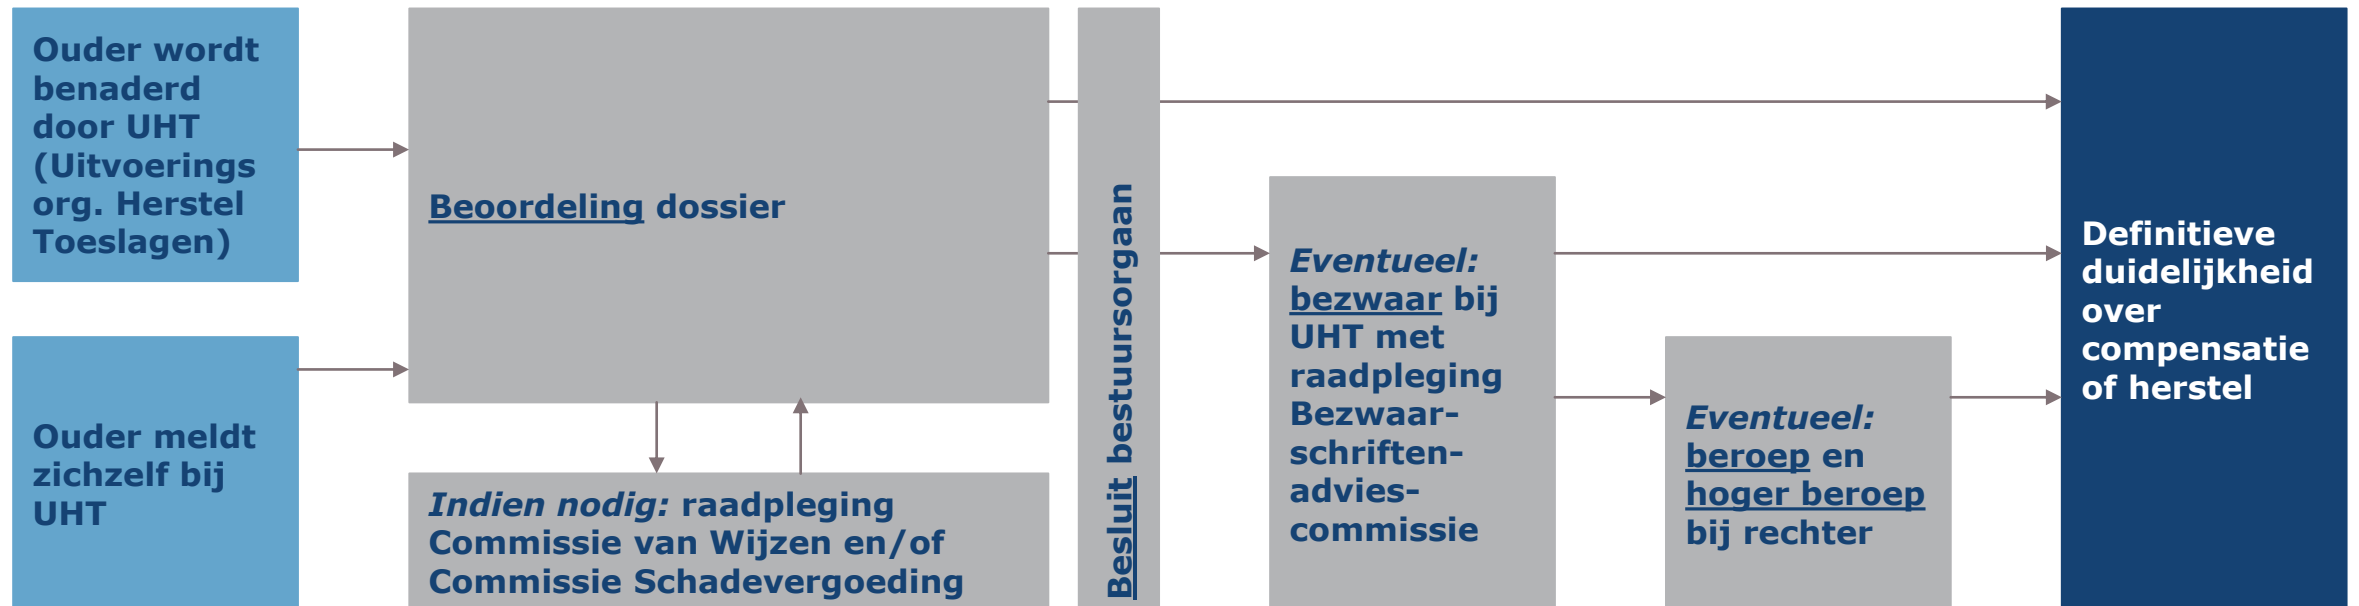 Ouder wordt
benaderd
door UHT
(Uitvoerings
org. Herstel
Toeslagen)
Ouder meldt
zichzelf bij
UHT
Beoordeling dossier
Indien nodig: raadpleging
Commissie van Wijzen en/of
Commissie Schadevergoeding
Besluit bestuursorgaan
Eventueel:
bezwaar bij
UHT met
raadpleging
Bezwaar-
schriften-
advies-
commissie
Eventueel:
beroep en
hoger beroep
bij rechter
Definitieve
duidelijkheid
over
compensatie
of herstel